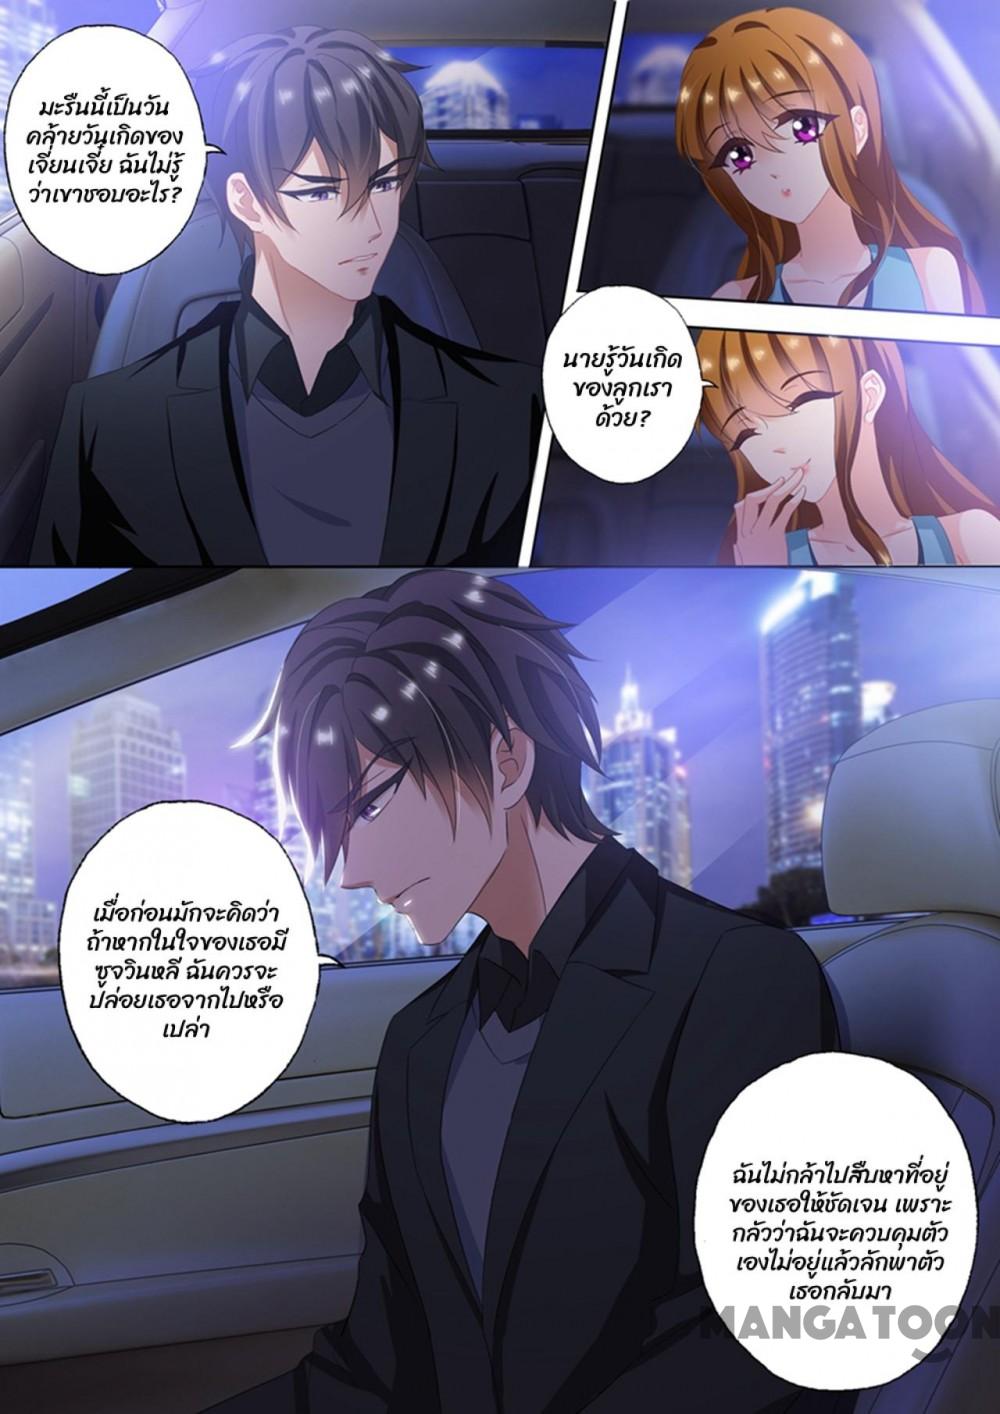 มะรืนนี้เป็นวัน
คล้ายวันเกิดของ
เจี่ยนเจี๋ย ฉันไม่รู้
ว่าเขาชอบอะไร?
นายรู้วันเกิด
ของลูกเรา
ด้วย?
เมื่อก่อนมักจะคิดว่า
ถ้าหากในใจของเธอมี
ซูจวินหลี ฉันควรจะ
ปล่อยเธอจากไปหรือ
เปล่า
ฉันไม่กล้าไปสืบหาที่อยู่
ของเธอให้ชัดเจน เพราะ
กลัวว่าฉันจะควบคุมตัว
เองไม่อยู่แล้วลักพาตัว
เธอกลับมา
MANGATOON